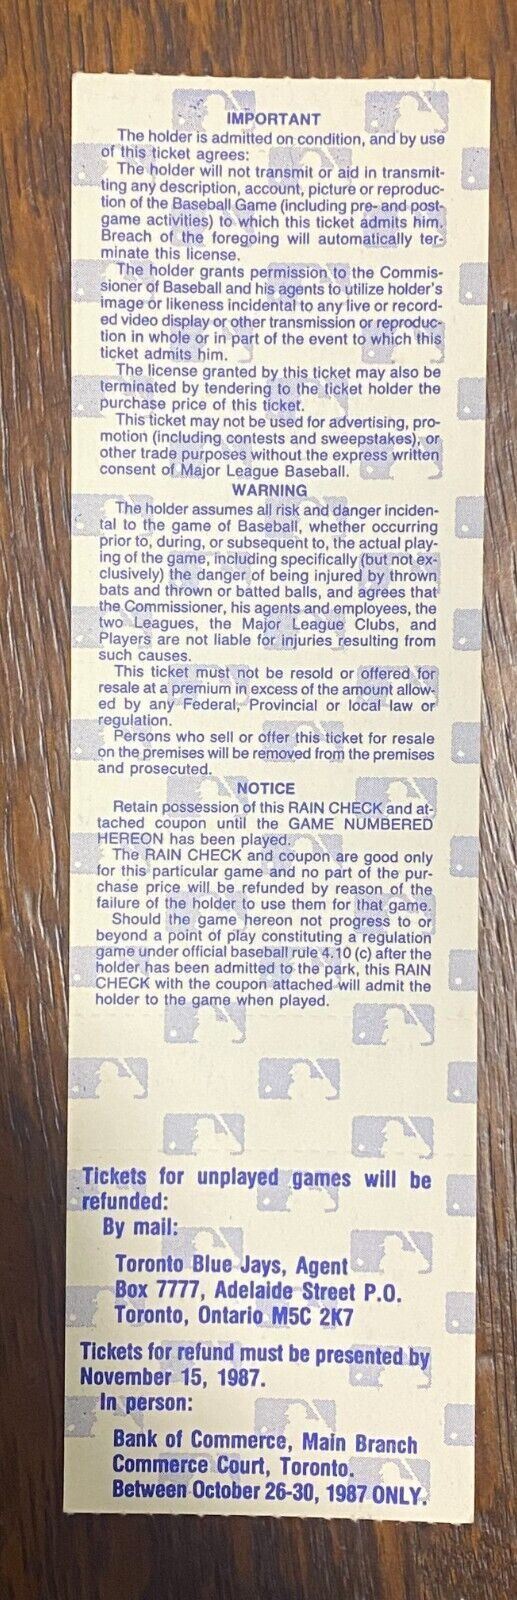 IMPORTANT
The holder is admitted on condition, and by use
of this ticket agrees:
The holder will not transmit or aid in transmit-
ting any description, account, picture or reproduc-
tion of the Baseball Game (including pre- and post-
game activities) to which this ticket admits him.
Breach of the foregoing will automatically ter-
minate this license.
The holder grants permission to the Commis-
sioner of Baseball and his agents to utilize holder's
image or likeness incidental to any live or record-
ed video display or other transmission or reproduc-
tion in whole or in part of the event to which this
ticket admits him.
The license granted by this ticket may also be
terminated by tendering to the ticket holder the
purchase price of this ticket.
This ticket may not be used for advertising, pro-
motion (including contests and sweepstakes), or
other trade purposes without the express written
consent of Major League Baseball.
WARNING
The holder assumes all risk and danger inciden-
tal to the game of Baseball, whether occurring
prior to, during, or subsequent to, the actual play-
ing of the game, including specifically (but not ex-
clusively) the danger of being injured by thrown
bats and thrown or batted balls, and agrees that
the Commissioner, his agents and employees, the
two Leagues, the Major League Clubs, and
Players are not liable for injuries resulting from
such causes.
This ticket must not be resold or offered for
resale at a premium in excess of the amount allow-
ed by any Federal, Provincial or local law or
regulation.
Persons who sell or offer this ticket for resale
on the premises will be removed from the premises
and prosecuted.
NOTICE
Retain possession of this RAIN CHECK and at-
tached coupon until the GAME NUMBERED
HEREON has been played.
The RAIN CHECK and coupon are good only
for this particular game and no part of the pur-
chase price will be refunded by reason of the
failure of the holder to use them for that game.
Should the game hereon not progress to or
beyond a point of play constituting a regulation
game under official baseball rule 4.10 (c) after the
holder has been admitted to the park, this RAIN
CHECK with the coupon attached will admit the
holder to the game when played.
Tickets for unplayed games will be
refunded:
By mail:
Toronto Blue Jays, Agent
Box 7777, Adelaide Street P.O.
Toronto, Ontario M5C 2K7
Tickets for refund must be presented by
November 15, 1987.
In person:
Bank of Commerce, Main Branch
Commerce Court, Toronto.
Between October 26-30, 1987 ONLY.